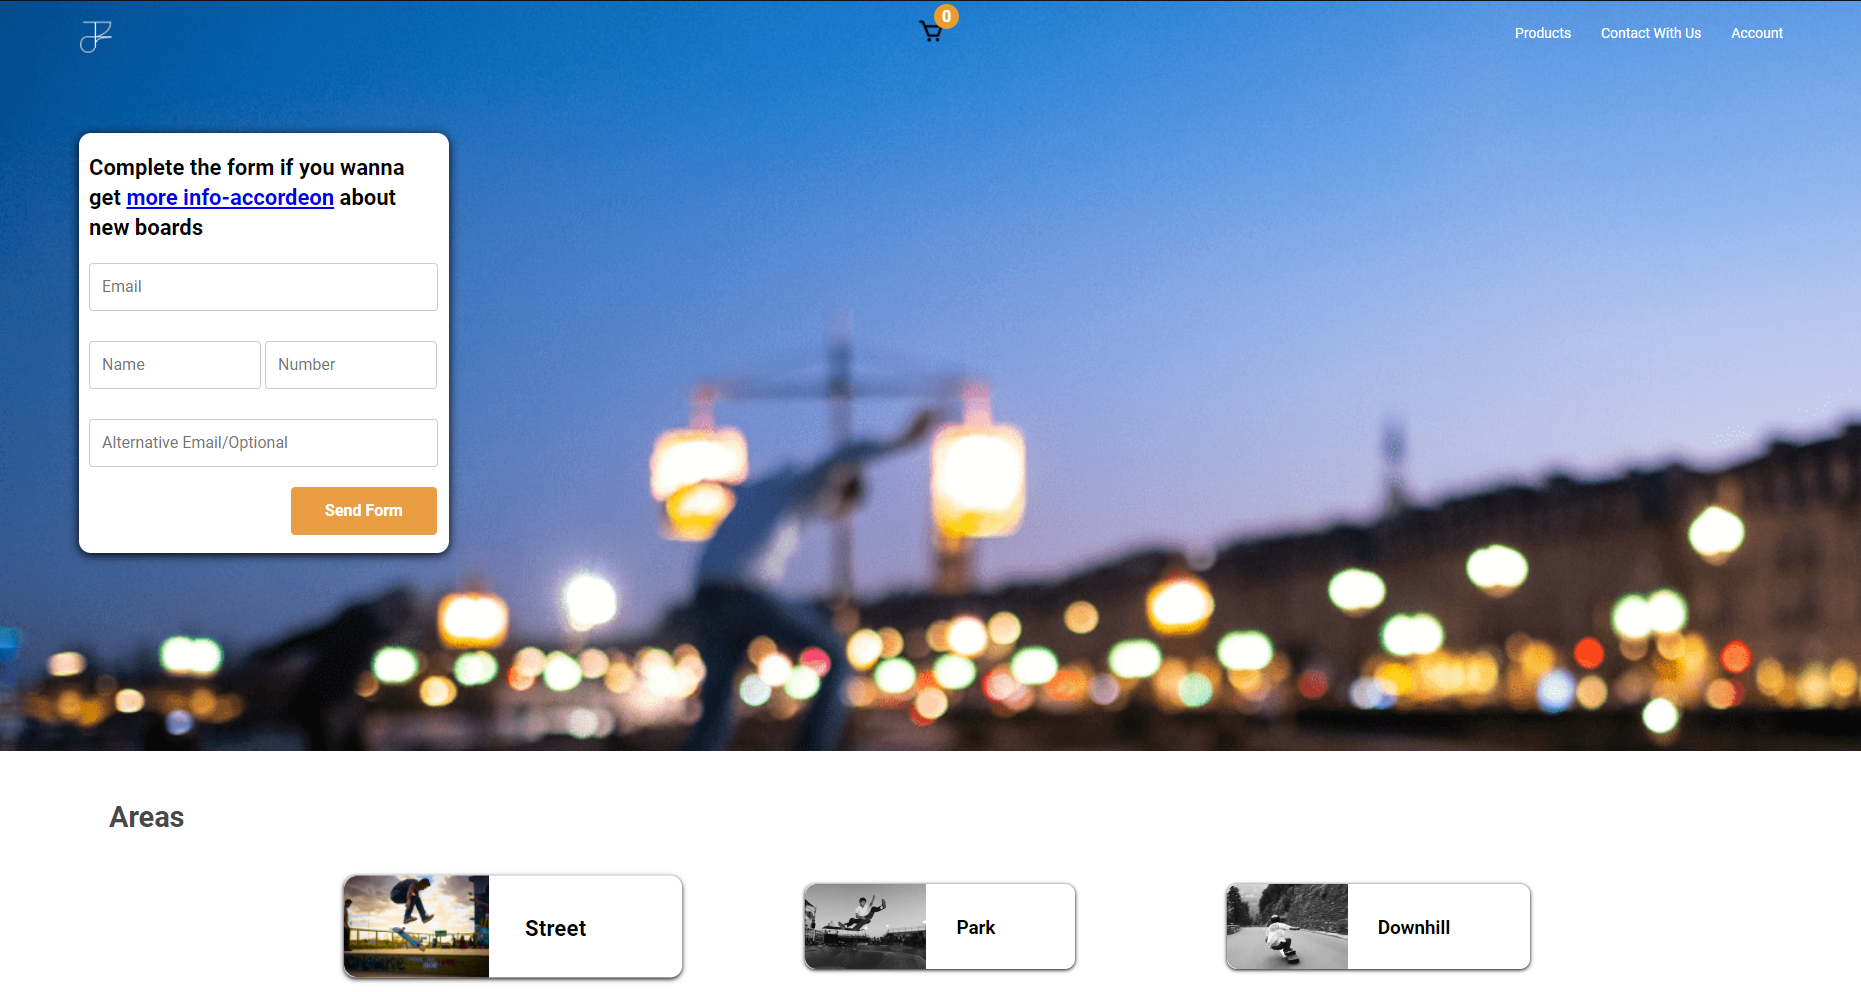 0
Products
Contact With Us
Account
Complete the form if you wanna
get more info-accordeon about
new boards
Email
Name
Number
Alternative Email/Optional
Send Form
Areas
Street
Park
Downhill